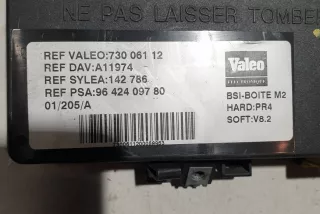 NE PAS LAISSER TOMBER
REF VALEO:730 061 12
REF DAV:A11974 -
REF SYLEA:142 786
REF PSA:96 424 097 80
01/205/A
Valeo
BSI-BOITE M2
HARD:PR4
SOFT:V8.2